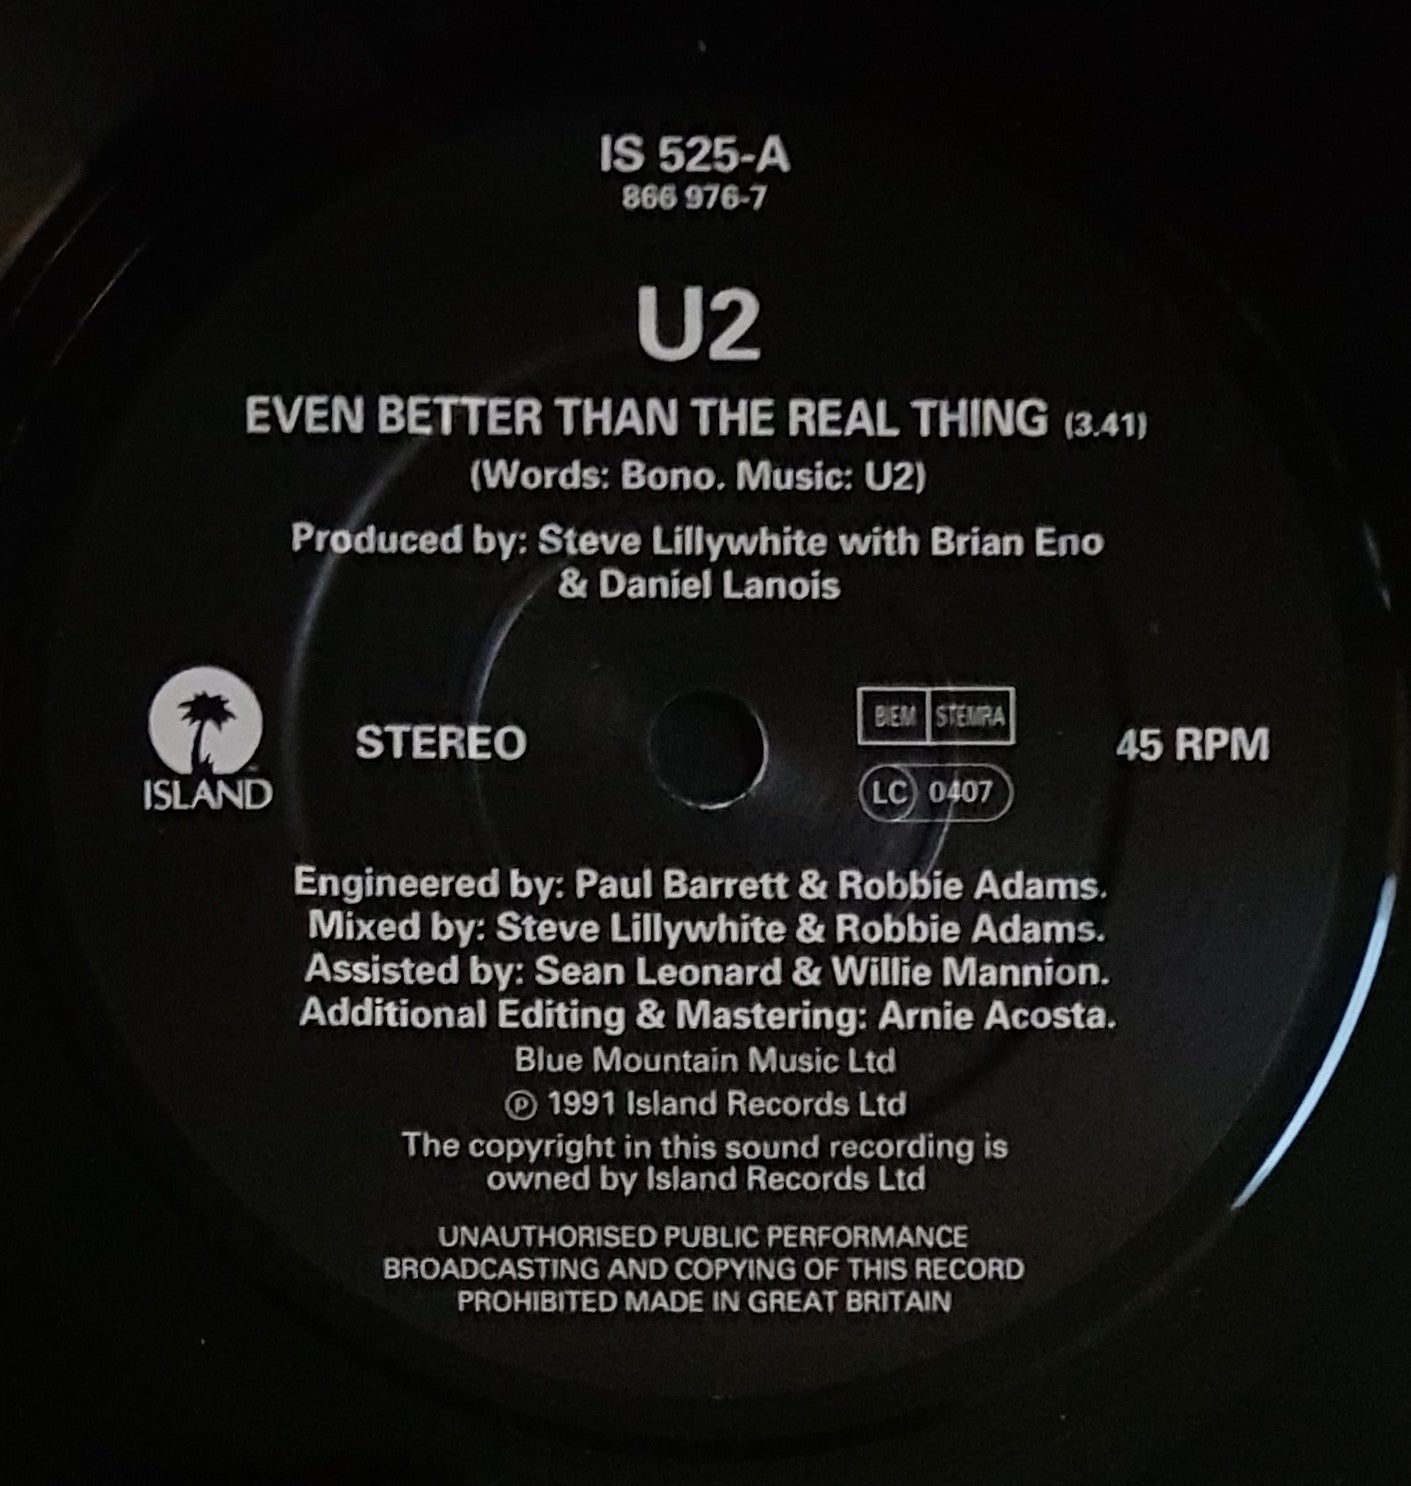 IS 525-A
866 976-7
U2
EVEN BETTER THAN THE REAL THING (3.41)
(Words: Bono. Music: U2)
Produced by: Steve Lillywhite with Brian Eno
& Daniel Lanois
ISLAND
STEREO
BIEM STEMRA
LC 0407
45 RPM
Engineered by: Paul Barrett & Robbie Adams.
Mixed by: Steve Lillywhite & Robbie Adams.
Assisted by: Sean Leonard & Willie Mannion.
Additional Editing & Mastering: Arnie Acosta.
Blue Mountain Music Ltd
℗ 1991 Island Records Ltd
The copyright in this sound recording is
owned by Island Records Ltd
UNAUTHORISED PUBLIC PERFORMANCE
BROADCASTING AND COPYING OF THIS RECORD
PROHIBITED MADE IN GREAT BRITAIN